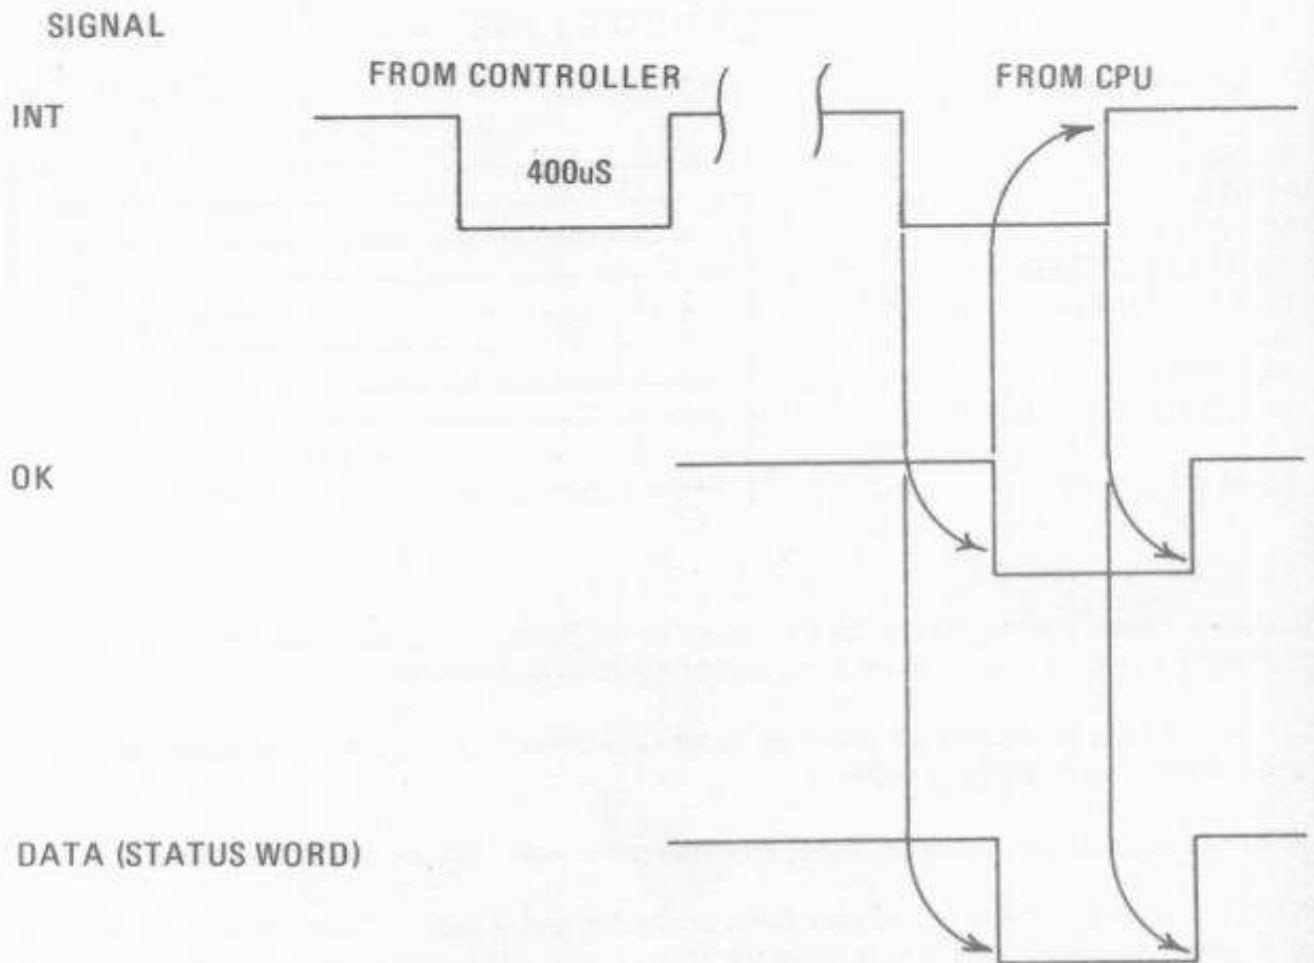 SIGNAL
FROM CONTROLLER
FROM CPU
INT
400uS
OK
DATA (STATUS WORD)